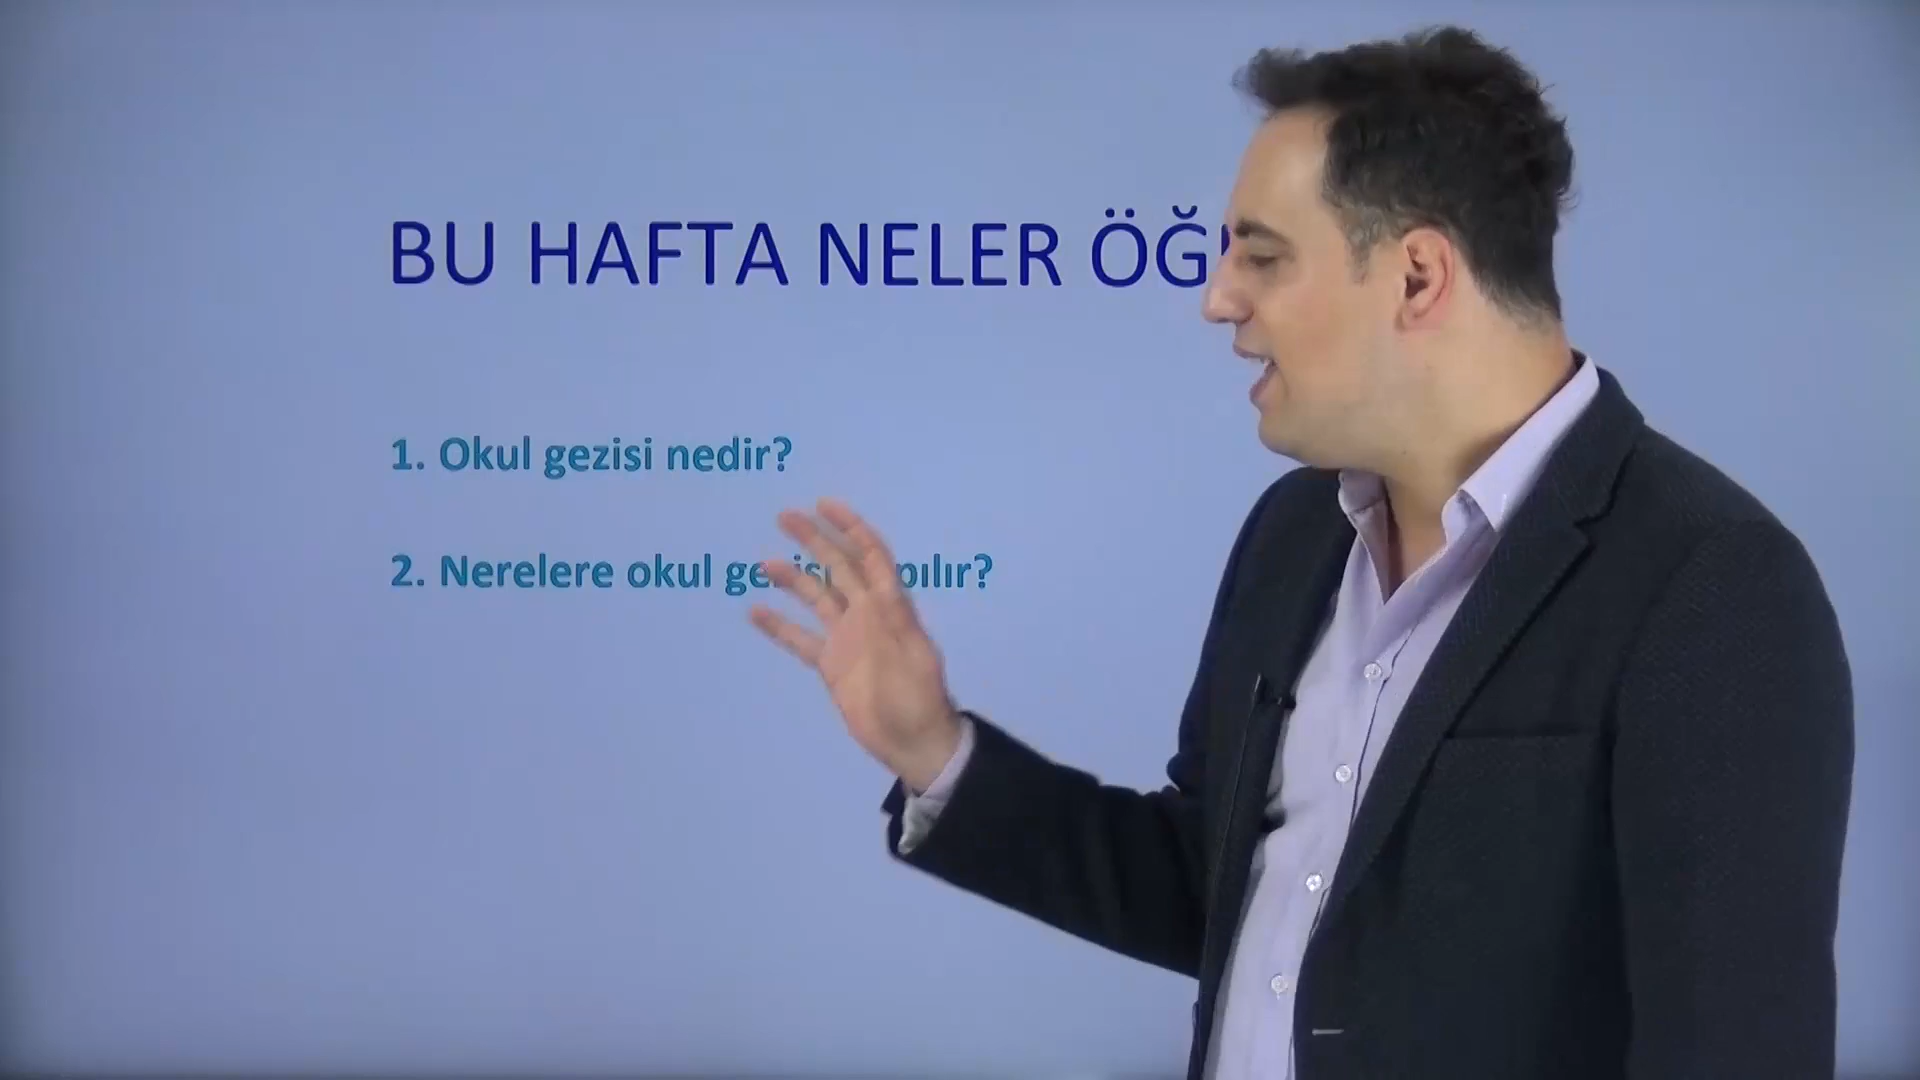 BU HAFTA NELER
1. Okul gezisi nedir?
2. Nerelere okul